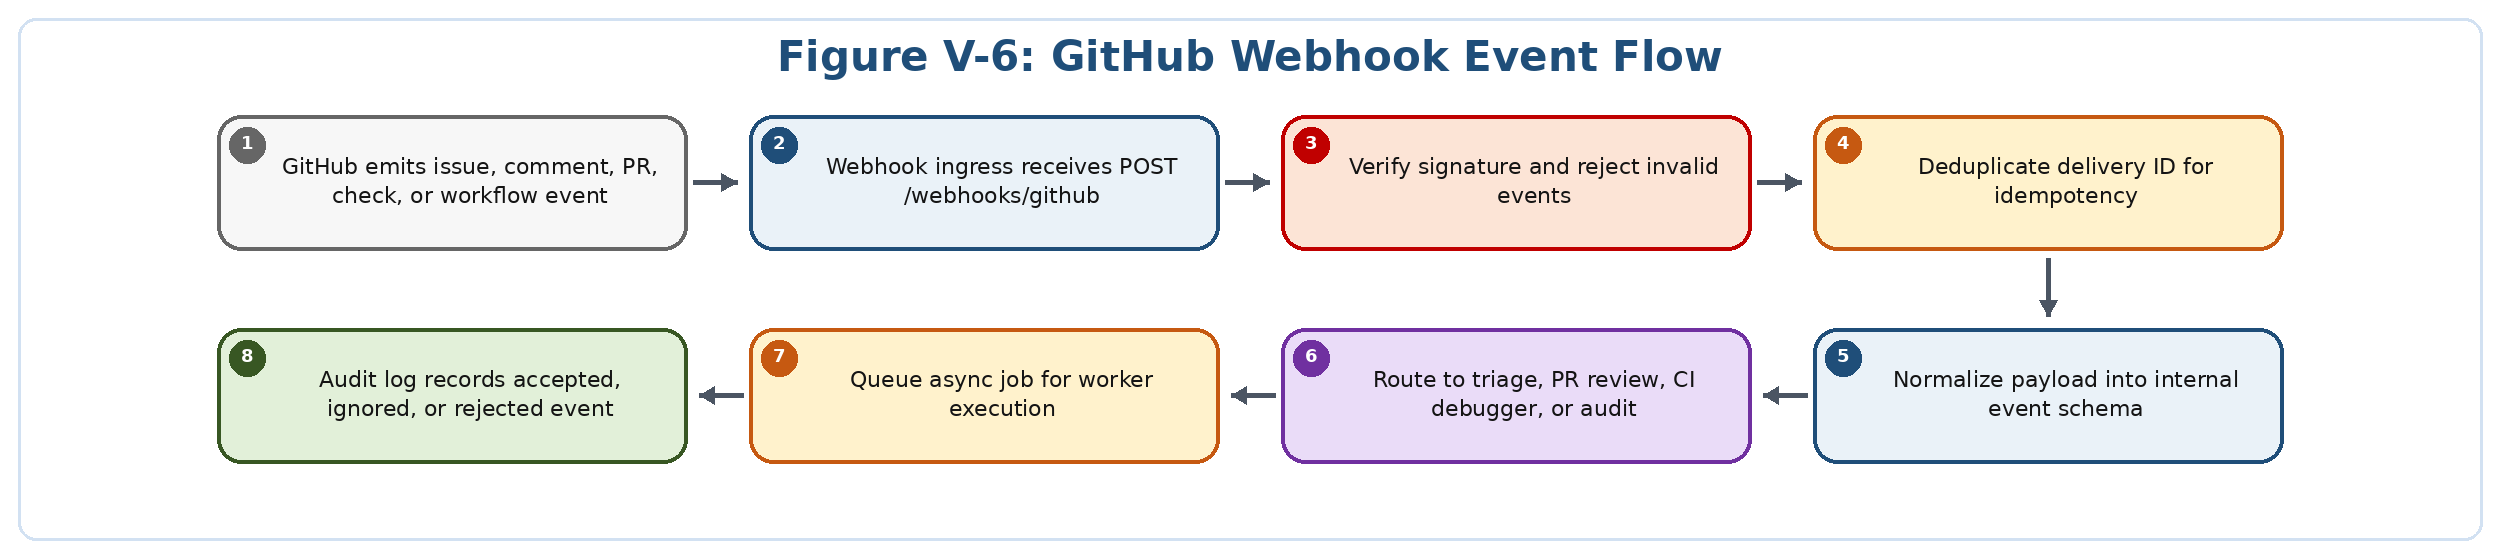 Figure V-6: GitHub Webhook Event Flow
1
GitHub emits issue, comment, PR,
check, or workflow event
2
Webhook ingress receives POST
/webhooks/github
3
Verify signature and reject invalid
events
4
Deduplicate delivery ID for
idempotency
5
Normalize payload into internal
event schema
6
Route to triage, PR review, CI
debugger, or audit
7
Queue async job for worker
execution
8
Audit log records accepted,
ignored, or rejected event